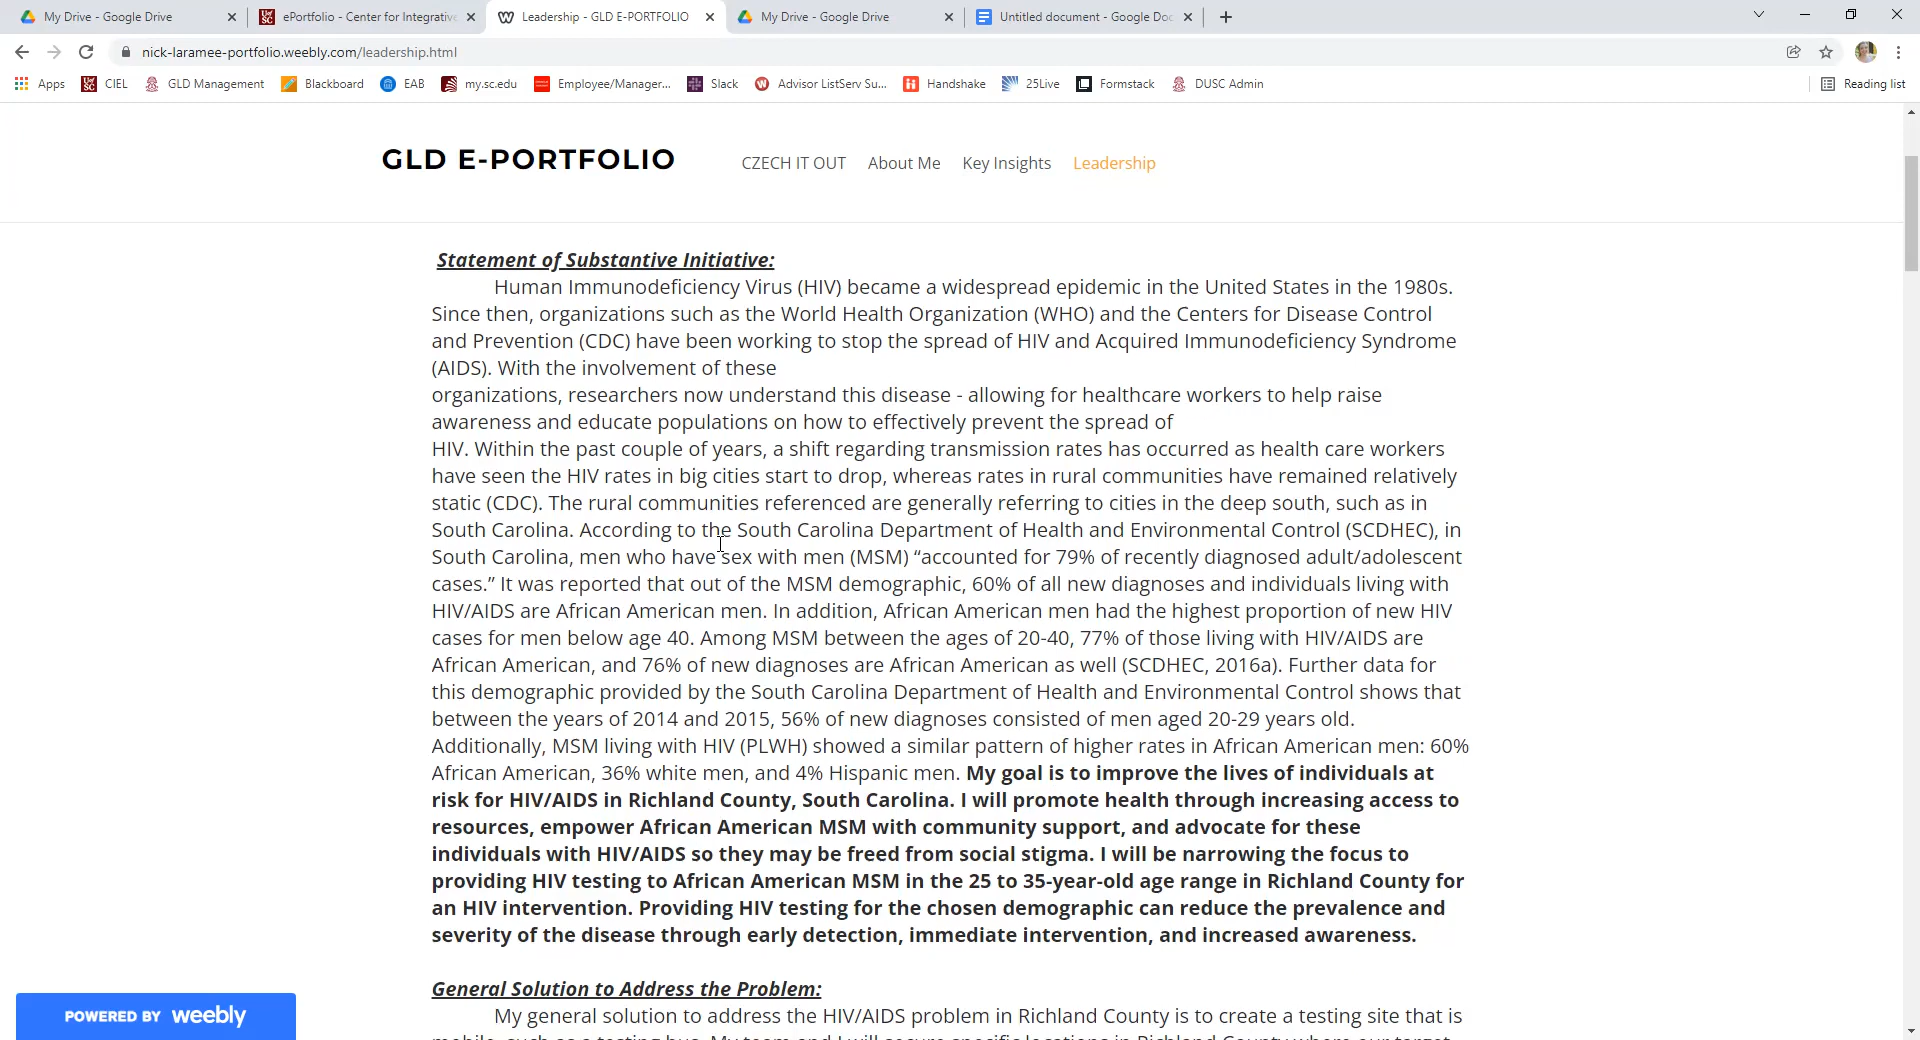 My Drive - Google Drive
ePortfolio - Center for Integrative
Leadership - GLD E-PORTFOLIO
My Drive - Google Drive
Untitled document - Google Doc
nick-laramee-portfolio.weebly.com/leadership.html
Apps
CIEL
GLD Management
Blackboard
EAB
my.sc.edu
Employee/Manager...
Slack
Advisor ListServ Su...
Handshake
25Live
Formstack
DUSC Admin
Reading list
GLD E-PORTFOLIO
CZECH IT OUT
About Me
Key Insights
Leadership
Statement of Substantive Initiative:
Human Immunodeficiency Virus (HIV) became a widespread epidemic in the United States in the 1980s.
Since then, organizations such as the World Health Organization (WHO) and the Centers for Disease Control
and Prevention (CDC) have been working to stop the spread of HIV and Acquired Immunodeficiency Syndrome
(AIDS). With the involvement of these
organizations, researchers now understand this disease - allowing for healthcare workers to help raise
awareness and educate populations on how to effectively prevent the spread of
HIV. Within the past couple of years, a shift regarding transmission rates has occurred as health care workers
have seen the HIV rates in big cities start to drop, whereas rates in rural communities have remained relatively
static (CDC). The rural communities referenced are generally referring to cities in the deep south, such as in
South Carolina. According to the South Carolina Department of Health and Environmental Control (SCDHEC), in
South Carolina, men who have sex with men (MSM) “accounted for 79% of recently diagnosed adult/adolescent
cases.” It was reported that out of the MSM demographic, 60% of all new diagnoses and individuals living with
HIV/AIDS are African American men. In addition, African American men had the highest proportion of new HIV
cases for men below age 40. Among MSM between the ages of 20-40, 77% of those living with HIV/AIDS are
African American, and 76% of new diagnoses are African American as well (SCDHEC, 2016a). Further data for
this demographic provided by the South Carolina Department of Health and Environmental Control shows that
between the years of 2014 and 2015, 56% of new diagnoses consisted of men aged 20-29 years old.
Additionally, MSM living with HIV (PLWH) showed a similar pattern of higher rates in African American men: 60%
African American, 36% white men, and 4% Hispanic men. My goal is to improve the lives of individuals at
risk for HIV/AIDS in Richland County, South Carolina. I will promote health through increasing access to
resources, empower African American MSM with community support, and advocate for these
individuals with HIV/AIDS so they may be freed from social stigma. I will be narrowing the focus to
providing HIV testing to African American MSM in the 25 to 35-year-old age range in Richland County for
an HIV intervention. Providing HIV testing for the chosen demographic can reduce the prevalence and
severity of the disease through early detection, immediate intervention, and increased awareness.
General Solution to Address the Problem:
My general solution to address the HIV/AIDS problem in Richland County is to create a testing site that is
mobile, such as a testing bus. My team and I will secure specific locations in Richland County where our target
POWERED BY weebly